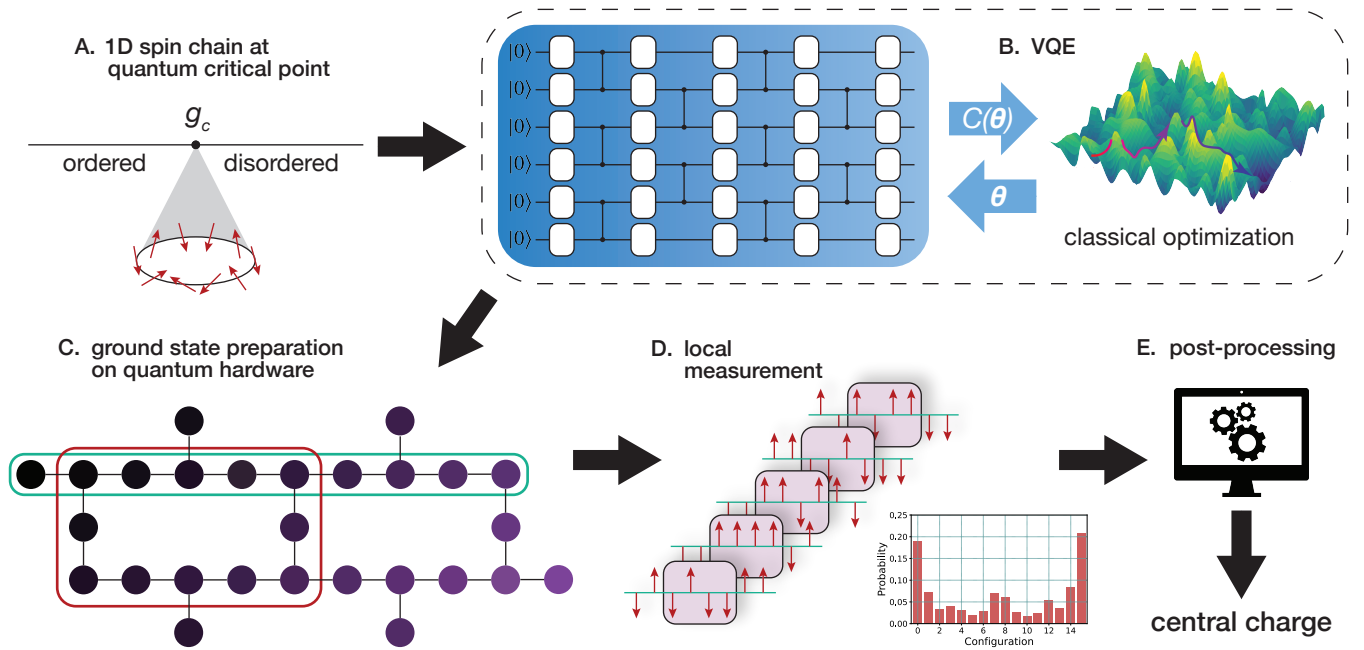 A. 1D spin chain at
quantum critical point
g_c
ordered
disordered
|0⟩
|0⟩
|0⟩
|0⟩
|0⟩
|0⟩
B. VQE
C(θ)
θ
classical optimization
C. ground state preparation
on quantum hardware
D. local
measurement
E. post-processing
Probability
0,25
0,20
0,15
0,10
0,05
0,00
0 2 4 6 8 10 12 14
Configuration
central charge